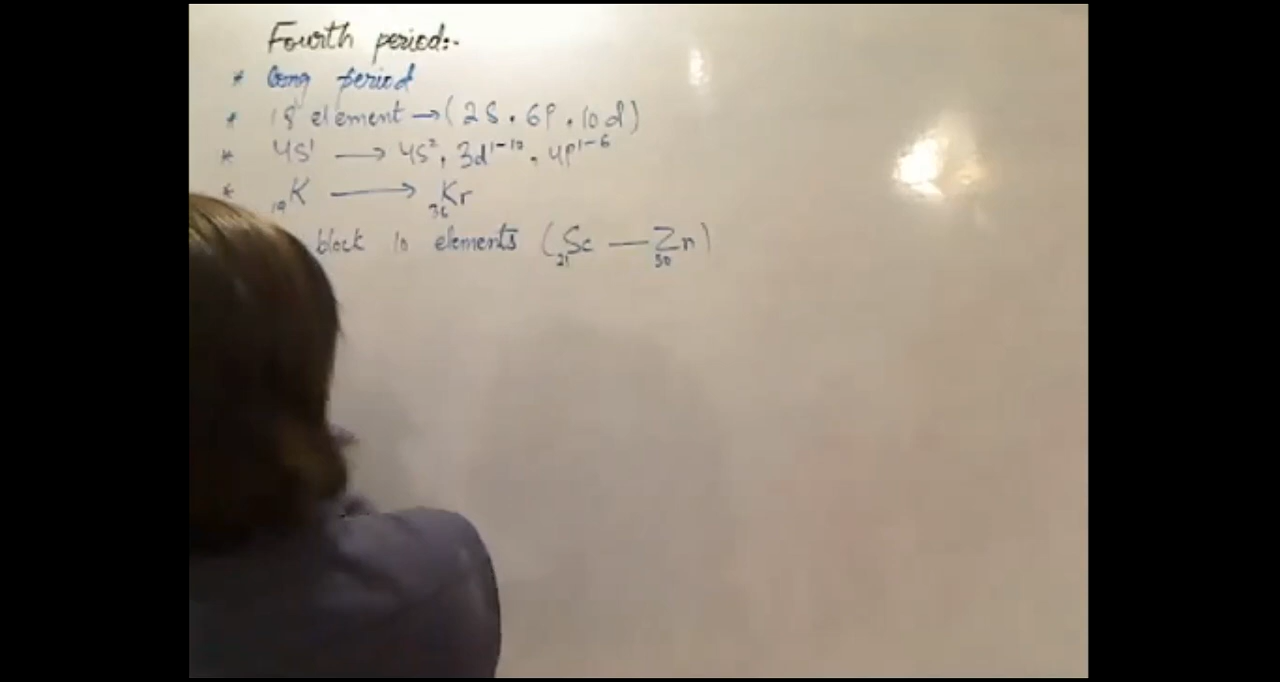 Fourth period:-
* long period
* 18 element → (2S, 6P, 10d)
* 4S¹ → 4S², 3d¹⁻¹⁰, 4P¹⁻⁶
* ₁₉K → ₃₆Kr
block 10 elements (₂₁Sc — ₃₀Zn)